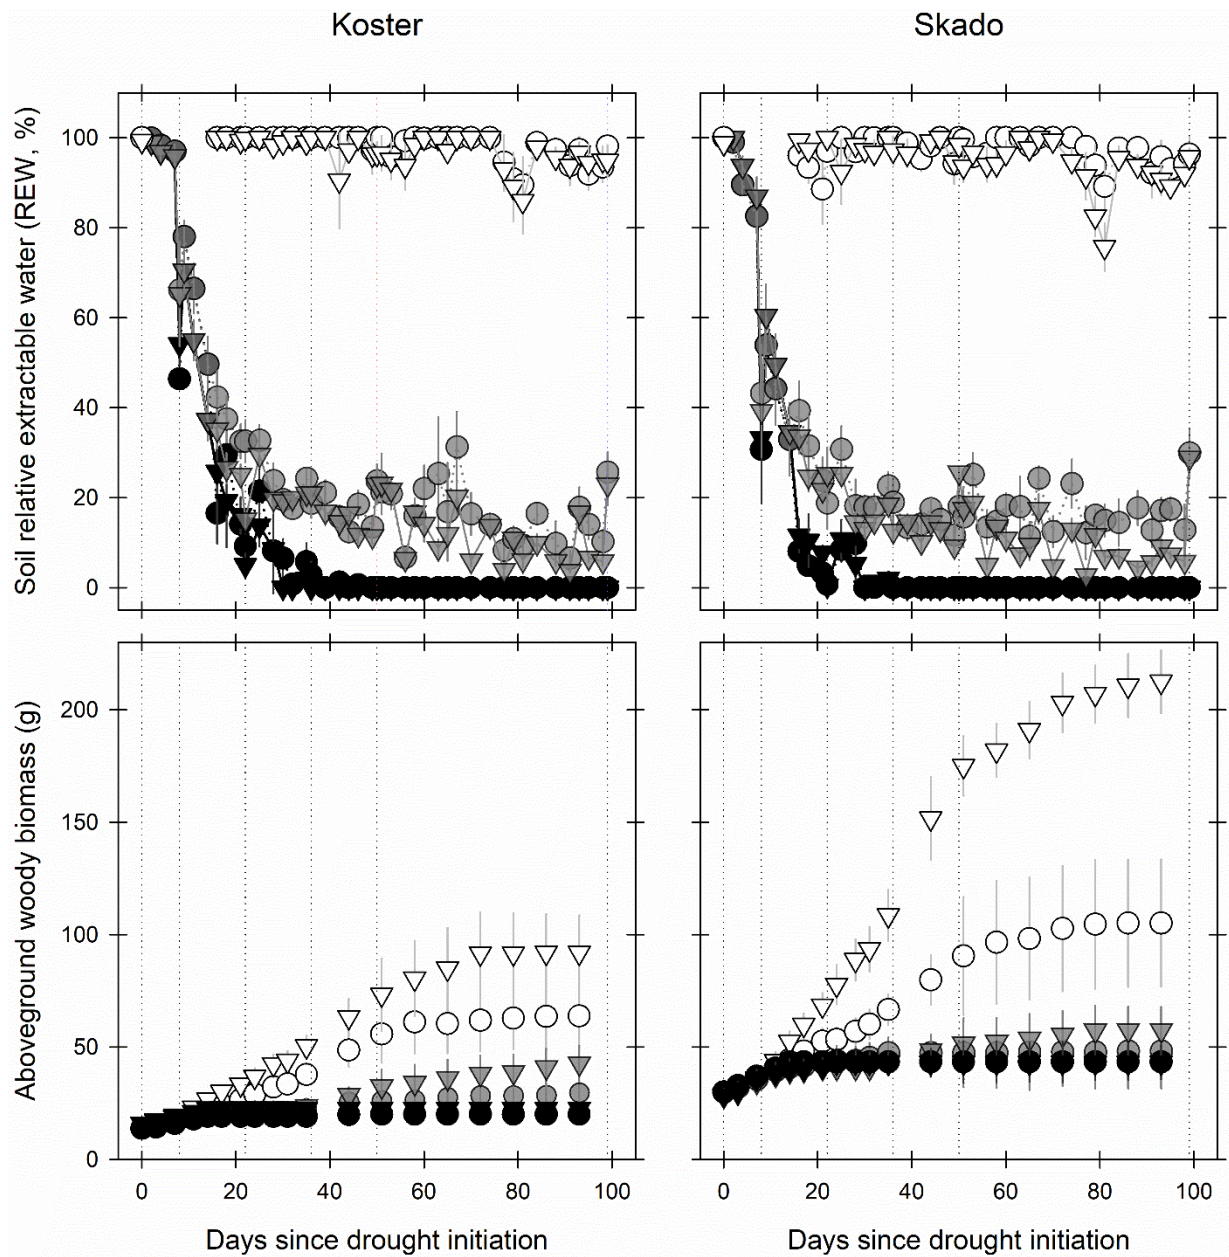 Koster Skado
Soil relative extractable water (REW, %)
100
80
60
40
20
0
Aboveground woody biomass (g)
200
150
100
50
0
0 20 40 60 80 100
0 20 40 60 80 100
Days since drought initiation
Days since drought initiation